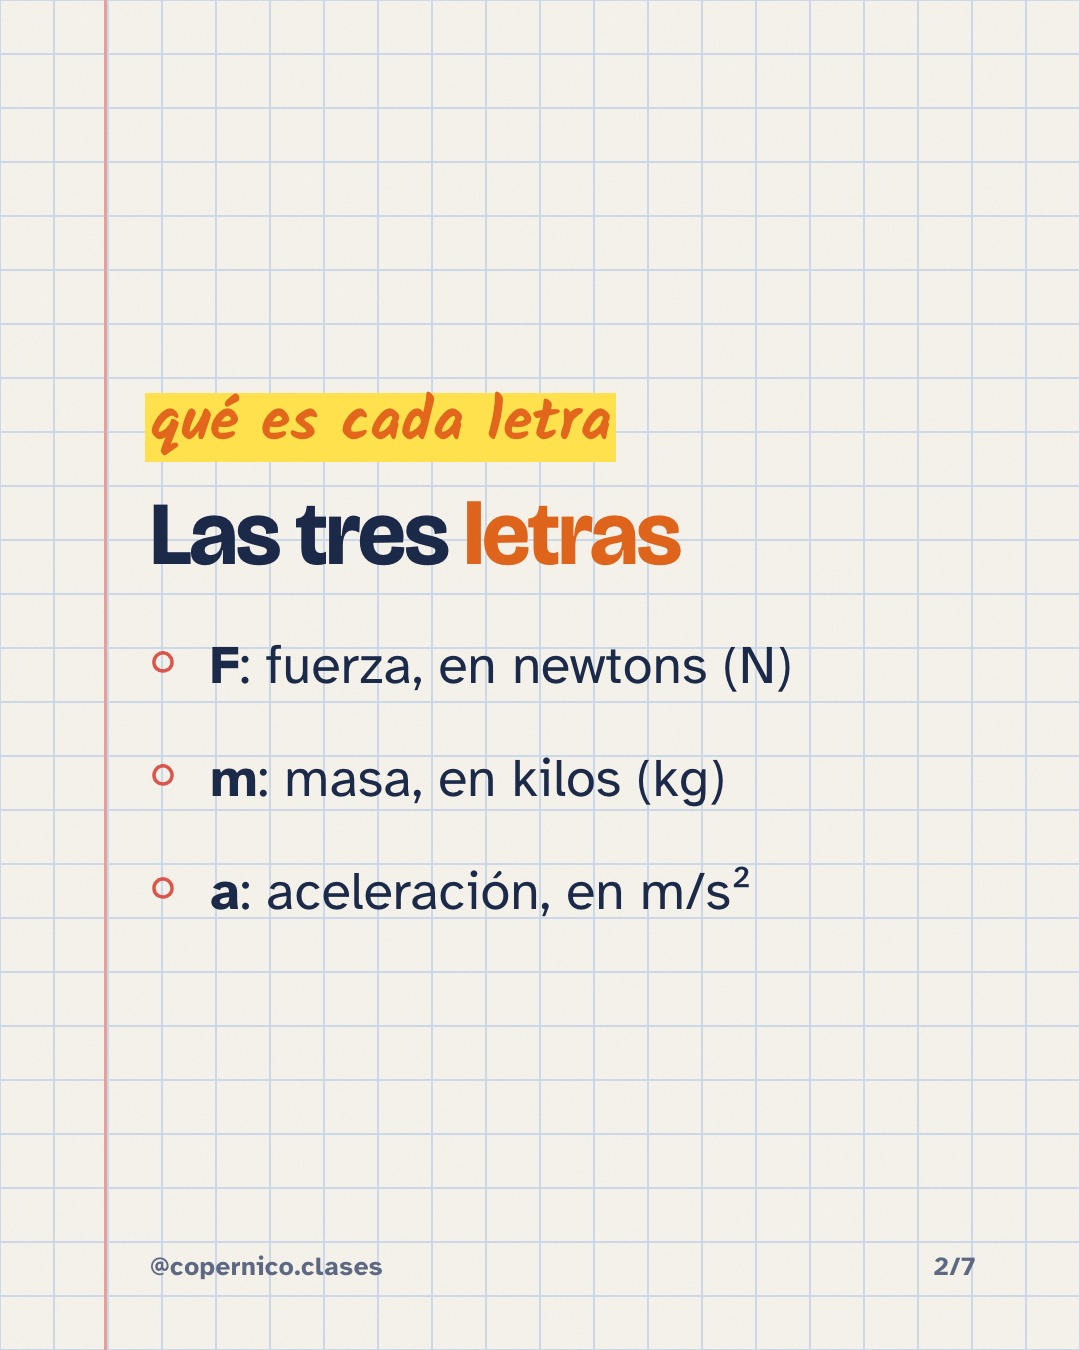 qué es cada letra
Las tres letras
F: fuerza, en newtons (N)
m: masa, en kilos (kg)
a: aceleración, en m/s²
@copernico.clases
2/7